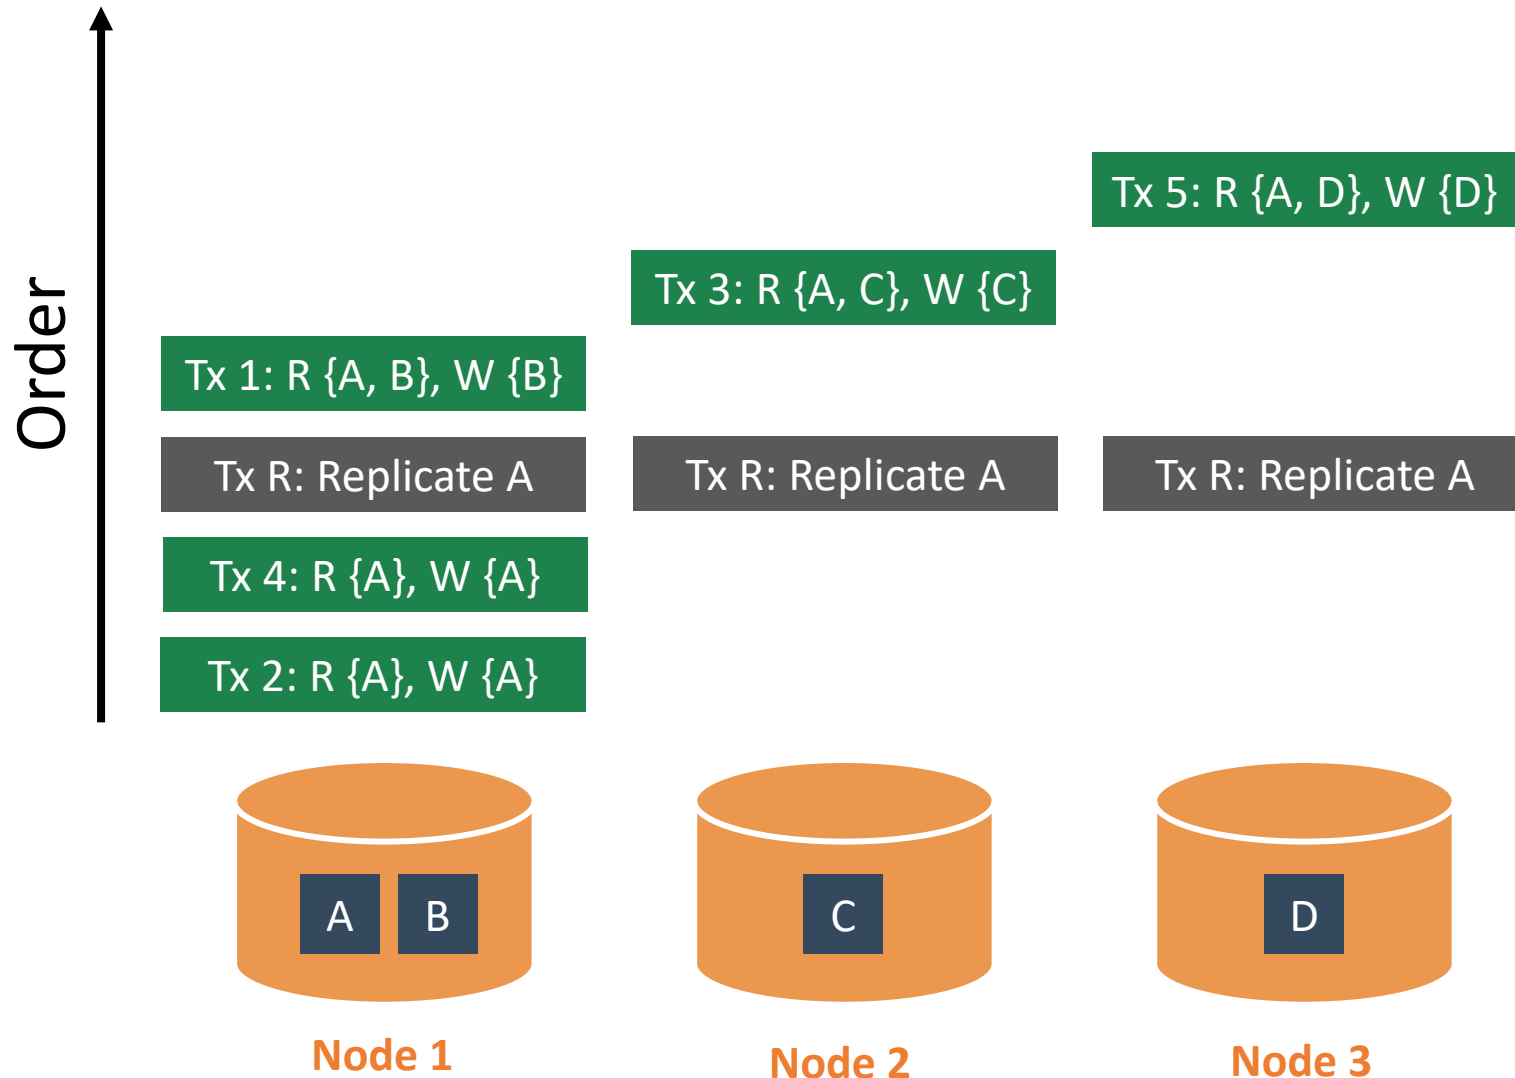 Order
Tx 5: R {A, D}, W {D}
Tx 3: R {A, C}, W {C}
Tx 1: R {A, B}, W {B}
Tx R: Replicate A
Tx R: Replicate A
Tx R: Replicate A
Tx 4: R {A}, W {A}
Tx 2: R {A}, W {A}
A
B
C
D
Node 1
Node 2
Node 3